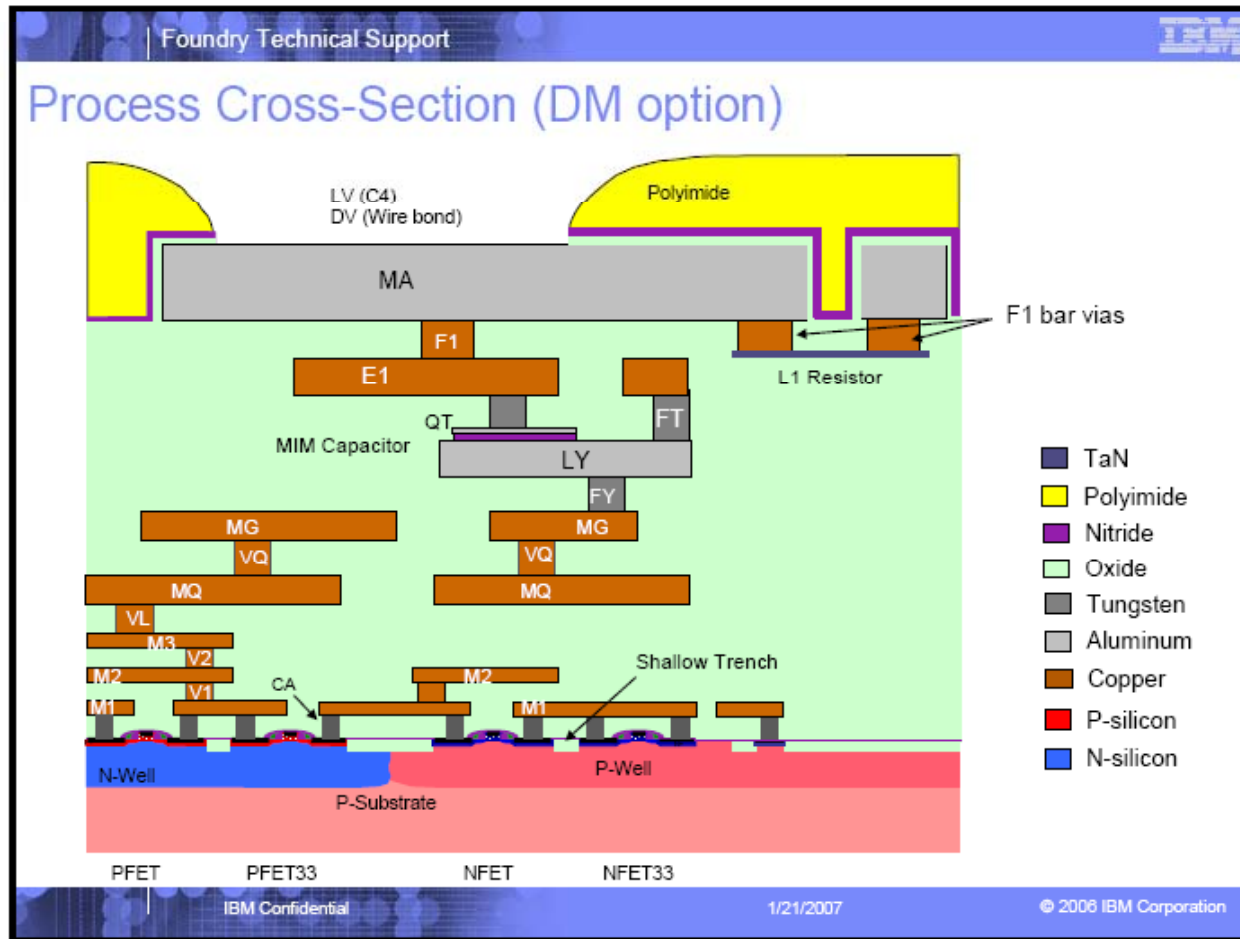 Foundry Technical Support
IBM
Process Cross-Section (DM option)
LV (C4)
DV (Wire bond)
Polyimide
MA
F1 bar vias
F1
E1
L1 Resistor
QT
FT
MIM Capacitor
LY
FY
MG
MG
VQ
VQ
MQ
MQ
VL
M3
V2
Shallow Trench
M2
M2
CA
V1
M1
M1
N-Well
P-Well
P-Substrate
TaN
Polyimide
Nitride
Oxide
Tungsten
Aluminum
Copper
P-silicon
N-silicon
PFET
PFET33
NFET
NFET33
IBM Confidential
1/21/2007
© 2006 IBM Corporation